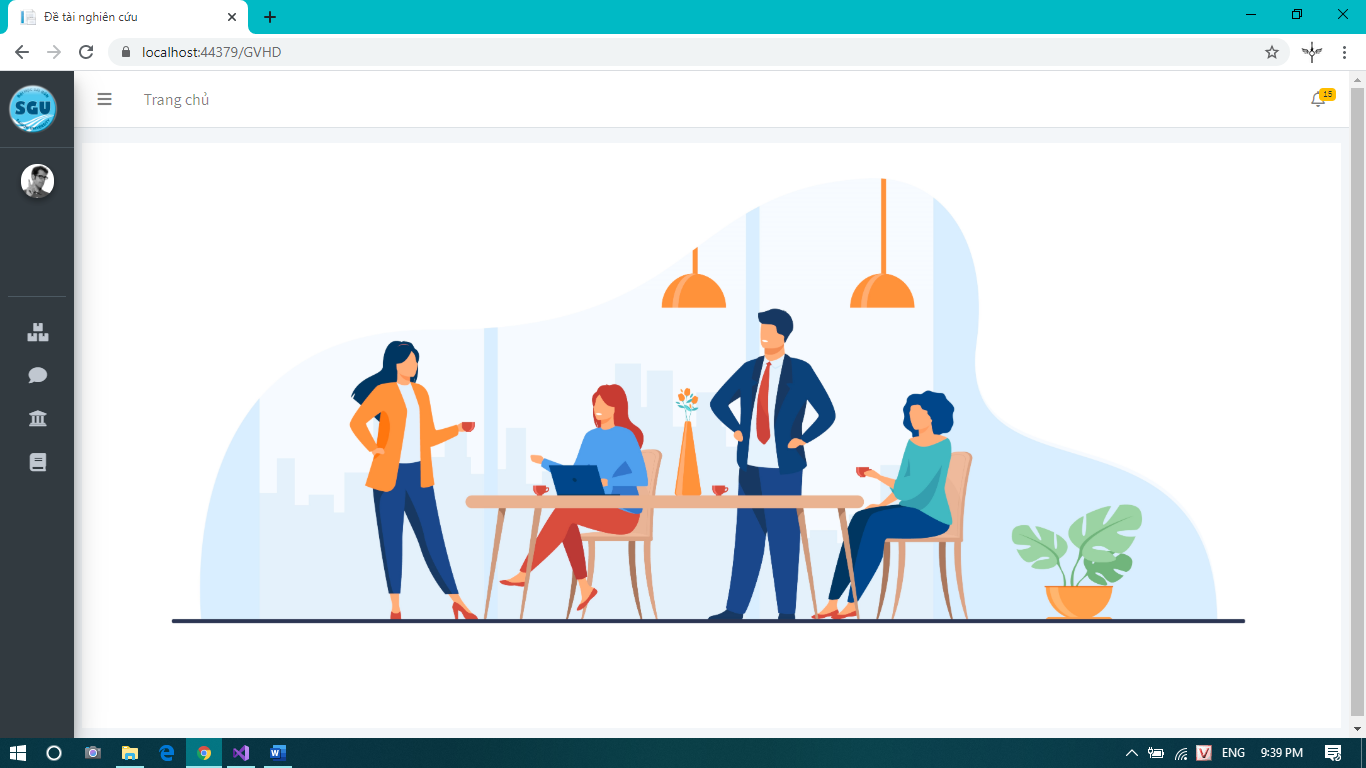 Đề tài nghiên cứu
localhost:44379/GVHD
SGU
Trang chủ
15
ENG
9:39 PM